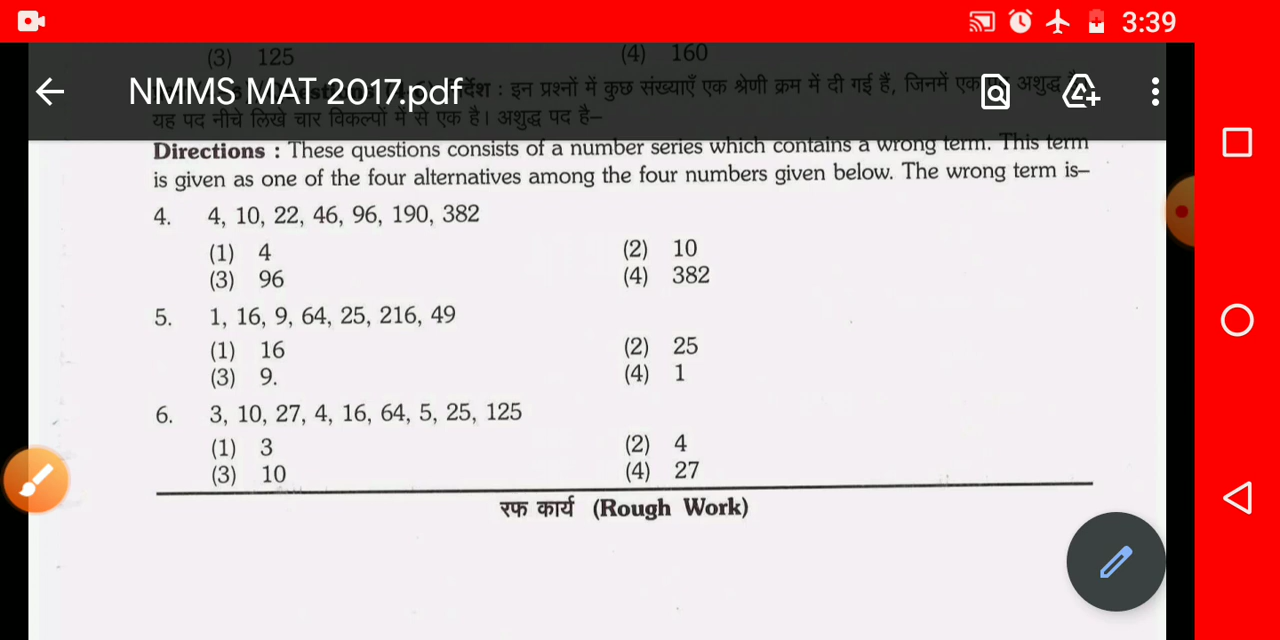 3:39
(3) 125 (4) 160
NMMS MAT 2017.pdf
र्देश : इन प्रश्नों में कुछ संख्याएँ एक श्रेणी क्रम में दी गई हैं, जिनमें एक अशुद्ध
यह पद नीचे लिखे चार विकल्पों में से एक है। अशुद्ध पद है–
Directions : These questions consists of a number series which contains a wrong term. This term
is given as one of the four alternatives among the four numbers given below. The wrong term is–
4. 4, 10, 22, 46, 96, 190, 382
(1) 4 (2) 10
(3) 96 (4) 382
5. 1, 16, 9, 64, 25, 216, 49
(1) 16 (2) 25
(3) 9. (4) 1
6. 3, 10, 27, 4, 16, 64, 5, 25, 125
(1) 3 (2) 4
(3) 10 (4) 27
रफ कार्य (Rough Work)